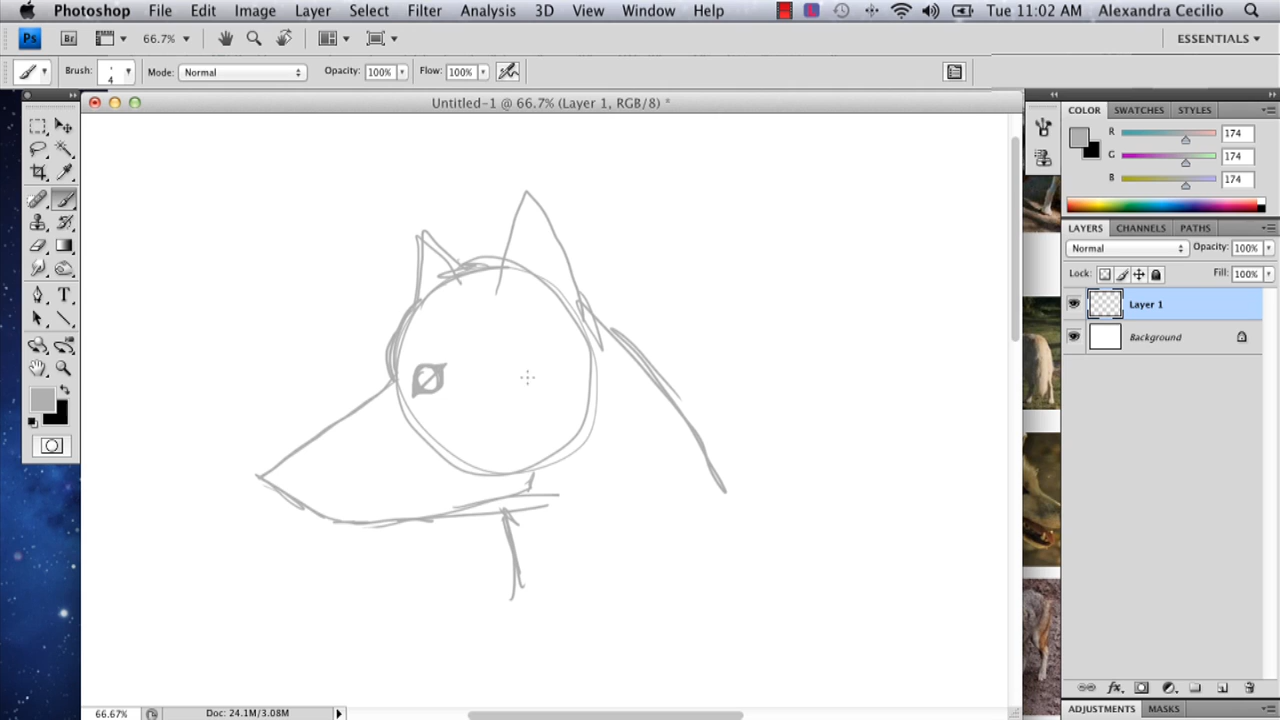 Photoshop File Edit Image Layer Select Filter Analysis 3D View Window Help Tue 11:02 AM Alexandra Cecilio
Ps Br 66.7% ESSENTIALS
Brush: 4 Mode: Normal Opacity: 100% Flow: 100%
Untitled-1 @ 66.7% (Layer 1, RGB/8) *
COLOR SWATCHES STYLES
R 174
G 174
B 174
LAYERS CHANNELS PATHS
Normal Opacity: 100%
Lock: Fill: 100%
Layer 1
Background
T
fx
66.67% Doc: 24.1M/3.08M
ADJUSTMENTS MASKS